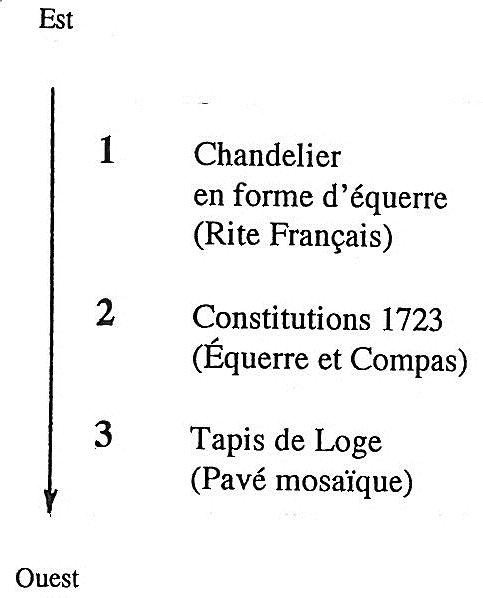 Est
1 Chandelier
en forme d'équerre
(Rite Français)
2 Constitutions 1723
(Équerre et Compas)
3 Tapis de Loge
(Pavé mosaïque)
Ouest